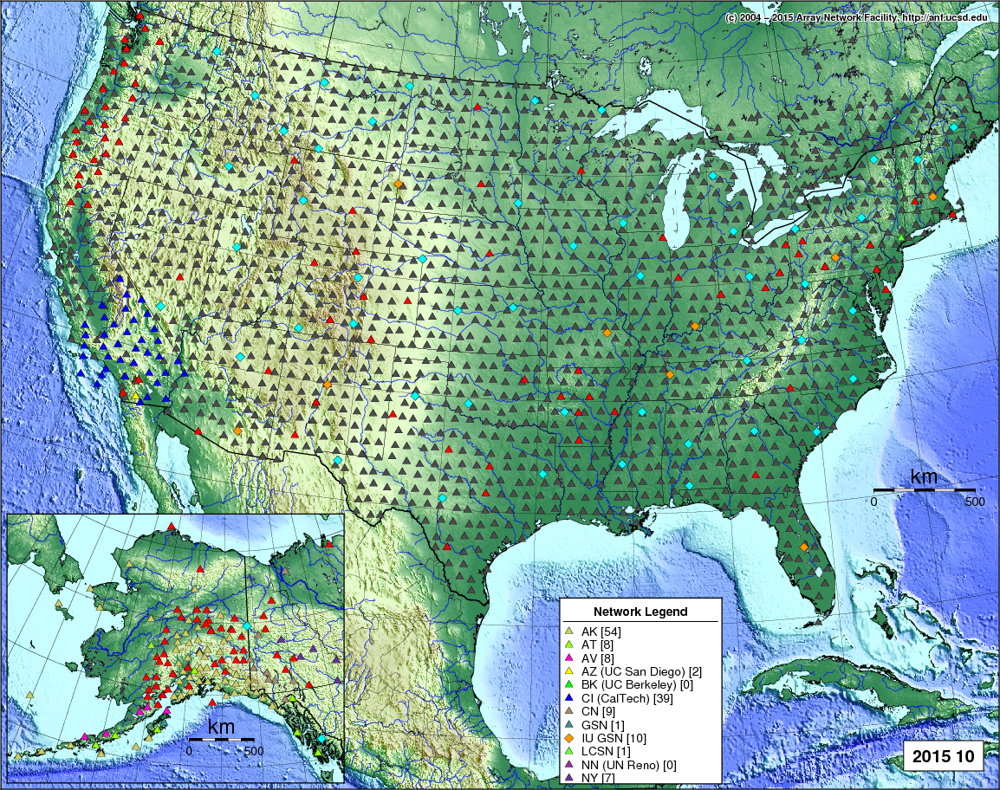 (c) 2004 – 2015 Array Network Facility, http://anf.ucsd.edu
km
0 500
Network Legend
AK [54]
AT [8]
AV [8]
AZ (UC San Diego) [2]
BK (UC Berkeley) [0]
CI (CalTech) [39]
CN [9]
GSN [1]
IU GSN [10]
LCSN [1]
NN (UN Reno) [0]
NY [7]
km
0 500
2015 10